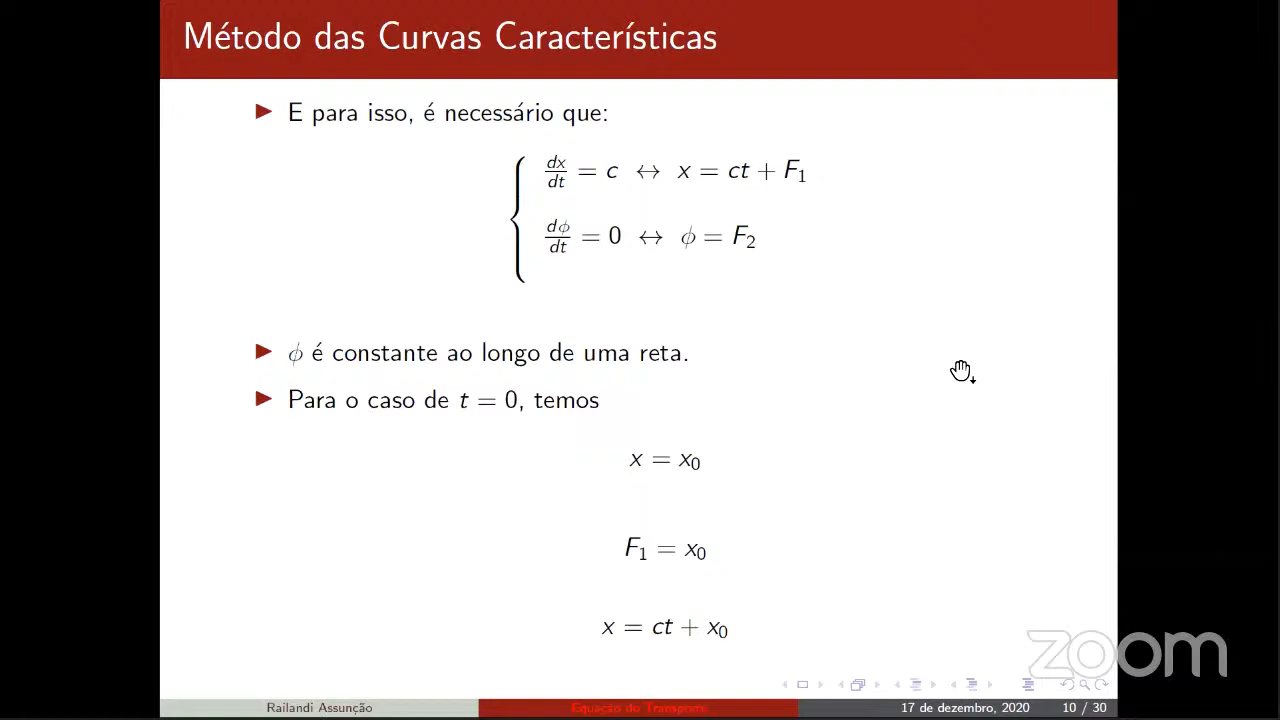 Método das Curvas Características
▶ E para isso, é necessário que:
dx/dt = c ↔ x = ct + F₁
dϕ/dt = 0 ↔ ϕ = F₂
▶ ϕ é constante ao longo de uma reta.
▶ Para o caso de t = 0, temos
x = x₀
F₁ = x₀
x = ct + x₀
zoom
Railandi Assunção Equação do Transporte 17 de dezembro, 2020 10 / 30